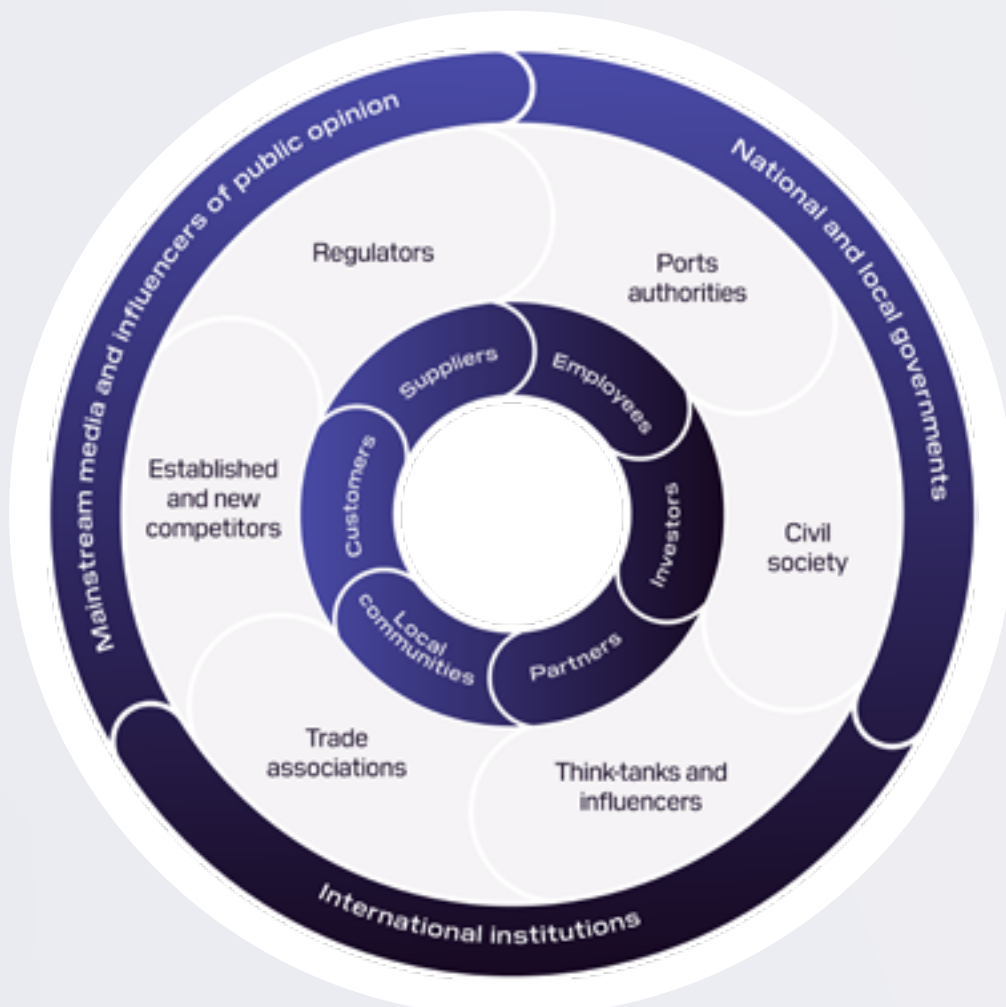 Mainstream media and influencers of public opinion
National and local governments
International institutions
Regulators
Ports
authorities
Civil
society
Think-tanks and
influencers
Trade
associations
Established
and new
competitors
Suppliers
Employees
Investors
Partners
Local
communities
Customers